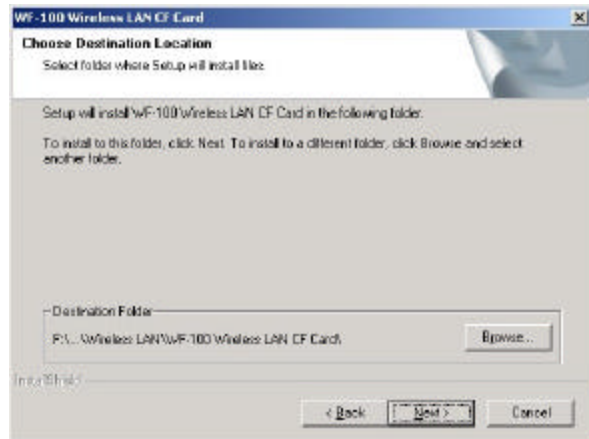 WF-100 Wireless LAN CF Card
Choose Destination Location
Select folder where Setup will install files.
Setup will install WF-100 Wireless LAN CF Card in the following folder.
To install to this folder, click Next. To install to a different folder, click Browse and select
another folder.
Destination Folder
F:\...\Wireless LAN\WF-100 Wireless LAN CF Card\
Browse...
InstallShield
< Back
Next >
Cancel